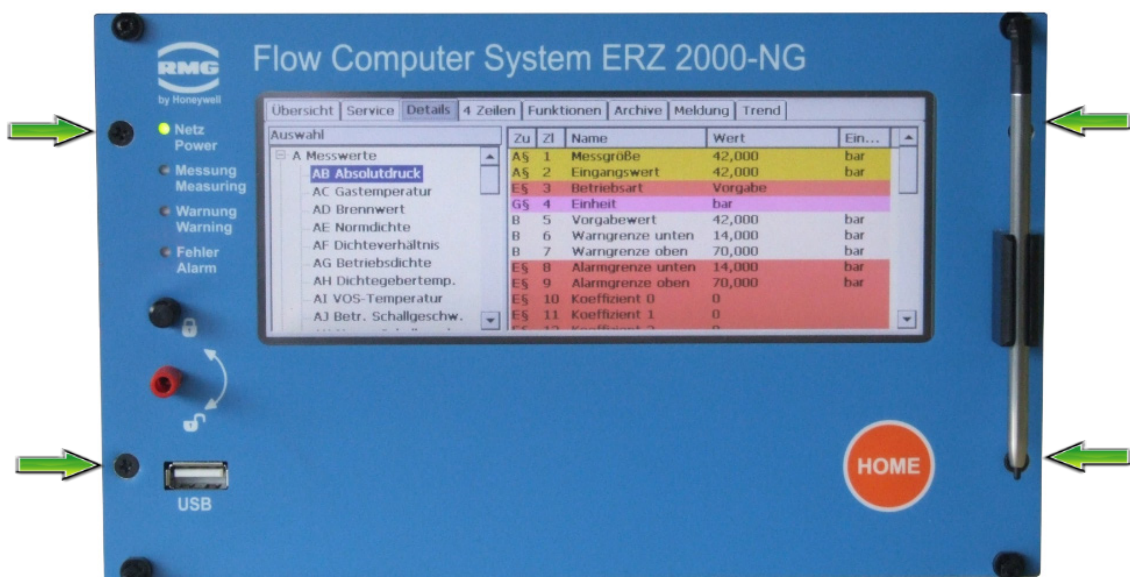 RMG
by Honeywell
Flow Computer System ERZ 2000-NG
Netz
Power
Messung
Measuring
Warnung
Warning
Fehler
Alarm
USB
Übersicht Service Details 4 Zeilen Funktionen Archive Meldung Trend
Auswahl
A Messwerte
AB Absolutdruck
AC Gastemperatur
AD Brennwert
AE Normdichte
AF Dichteverhältnis
AG Betriebsdichte
AH Dichtegebertemp.
AI VOS-Temperatur
AJ Betr. Schallgeschw.
Zu Zl Name Wert Ein...
A§ 1 Messgröße 42,000 bar
A§ 2 Eingangswert 42,000 bar
E§ 3 Betriebsart Vorgabe
G§ 4 Einheit bar
B 5 Vorgabewert 42,000 bar
B 6 Warngrenze unten 14,000 bar
B 7 Warngrenze oben 70,000 bar
E§ 8 Alarmgrenze unten 14,000 bar
E§ 9 Alarmgrenze oben 70,000 bar
E§ 10 Koeffizient 0 0
E§ 11 Koeffizient 1 0
HOME